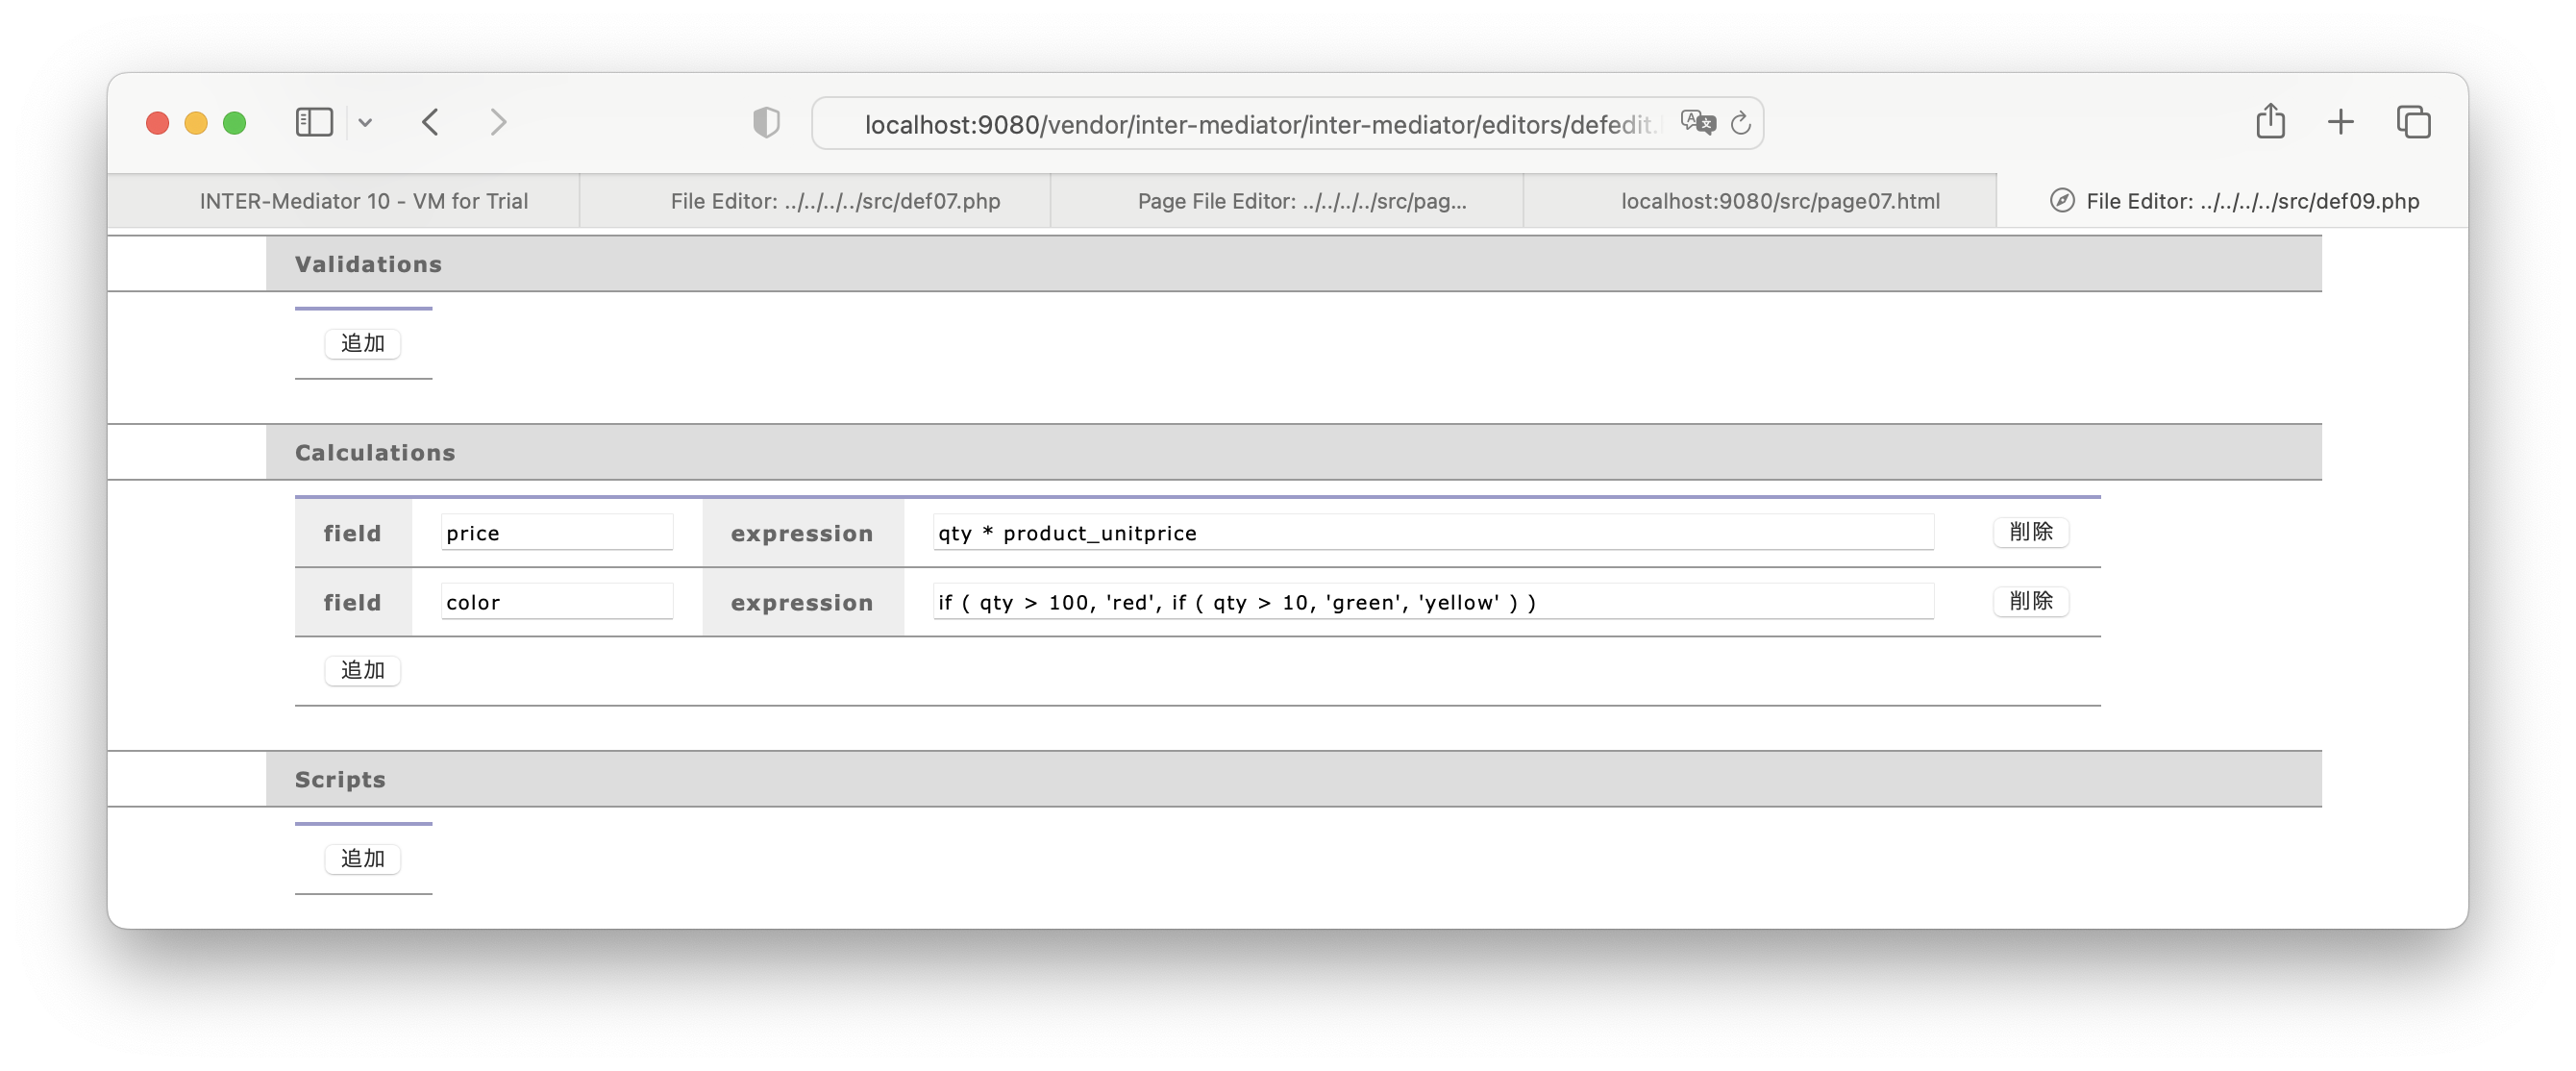 localhost:9080/vendor/inter-mediator/inter-mediator/editors/defedit.
INTER-Mediator 10 - VM for Trial
File Editor: ../../../../src/def07.php
Page File Editor: ../../../../src/pag...
localhost:9080/src/page07.html
File Editor: ../../../../src/def09.php
Validations
追加
Calculations
field price expression qty * product_unitprice 削除
field color expression if ( qty > 100, 'red', if ( qty > 10, 'green', 'yellow' ) ) 削除
追加
Scripts
追加